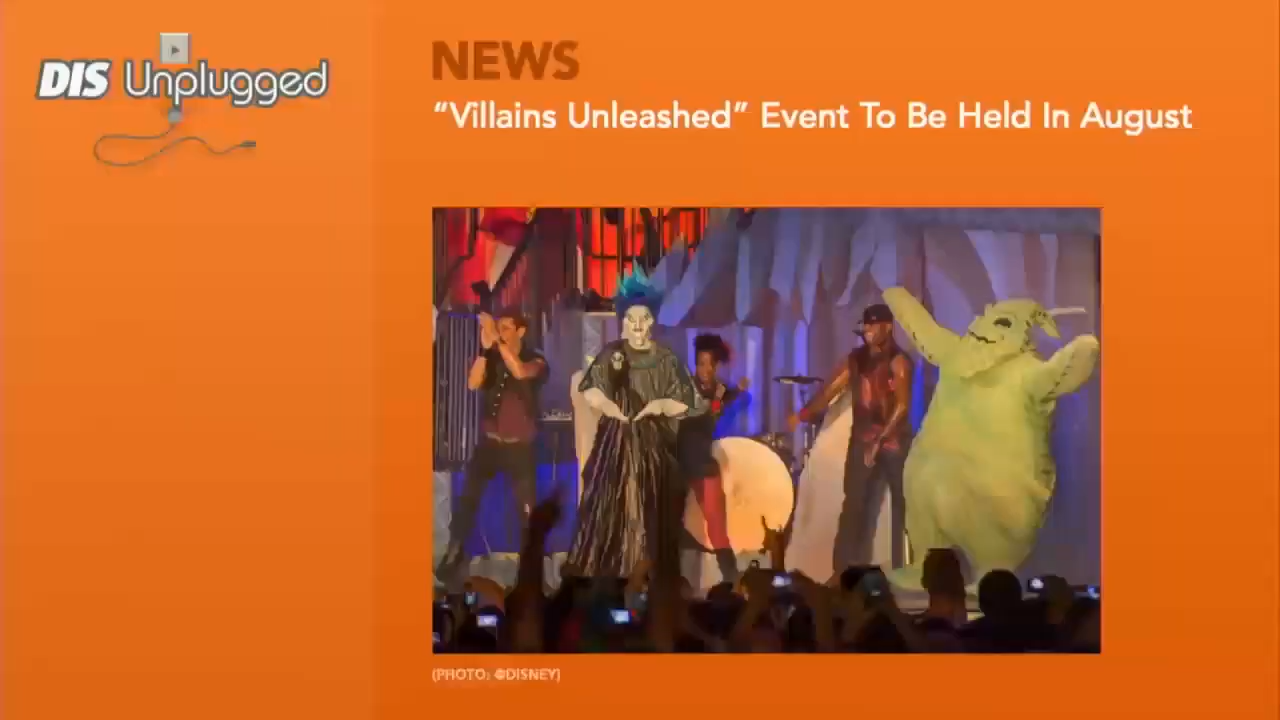 DIS Unplugged
NEWS
“Villains Unleashed” Event To Be Held In August
(PHOTO: ©DISNEY)